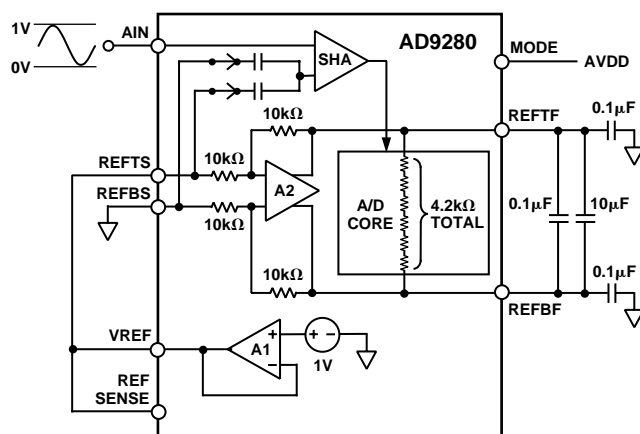 1V
0V
AIN
SHA
AD9280
MODE
AVDD
10kΩ
REFTF
0.1µF
REFTS
10kΩ
REFBS
10kΩ
A2
A/D
CORE
4.2kΩ
TOTAL
0.1µF
10µF
10kΩ
0.1µF
REFBF
VREF
A1
+
−
+ −
1V
REF
SENSE